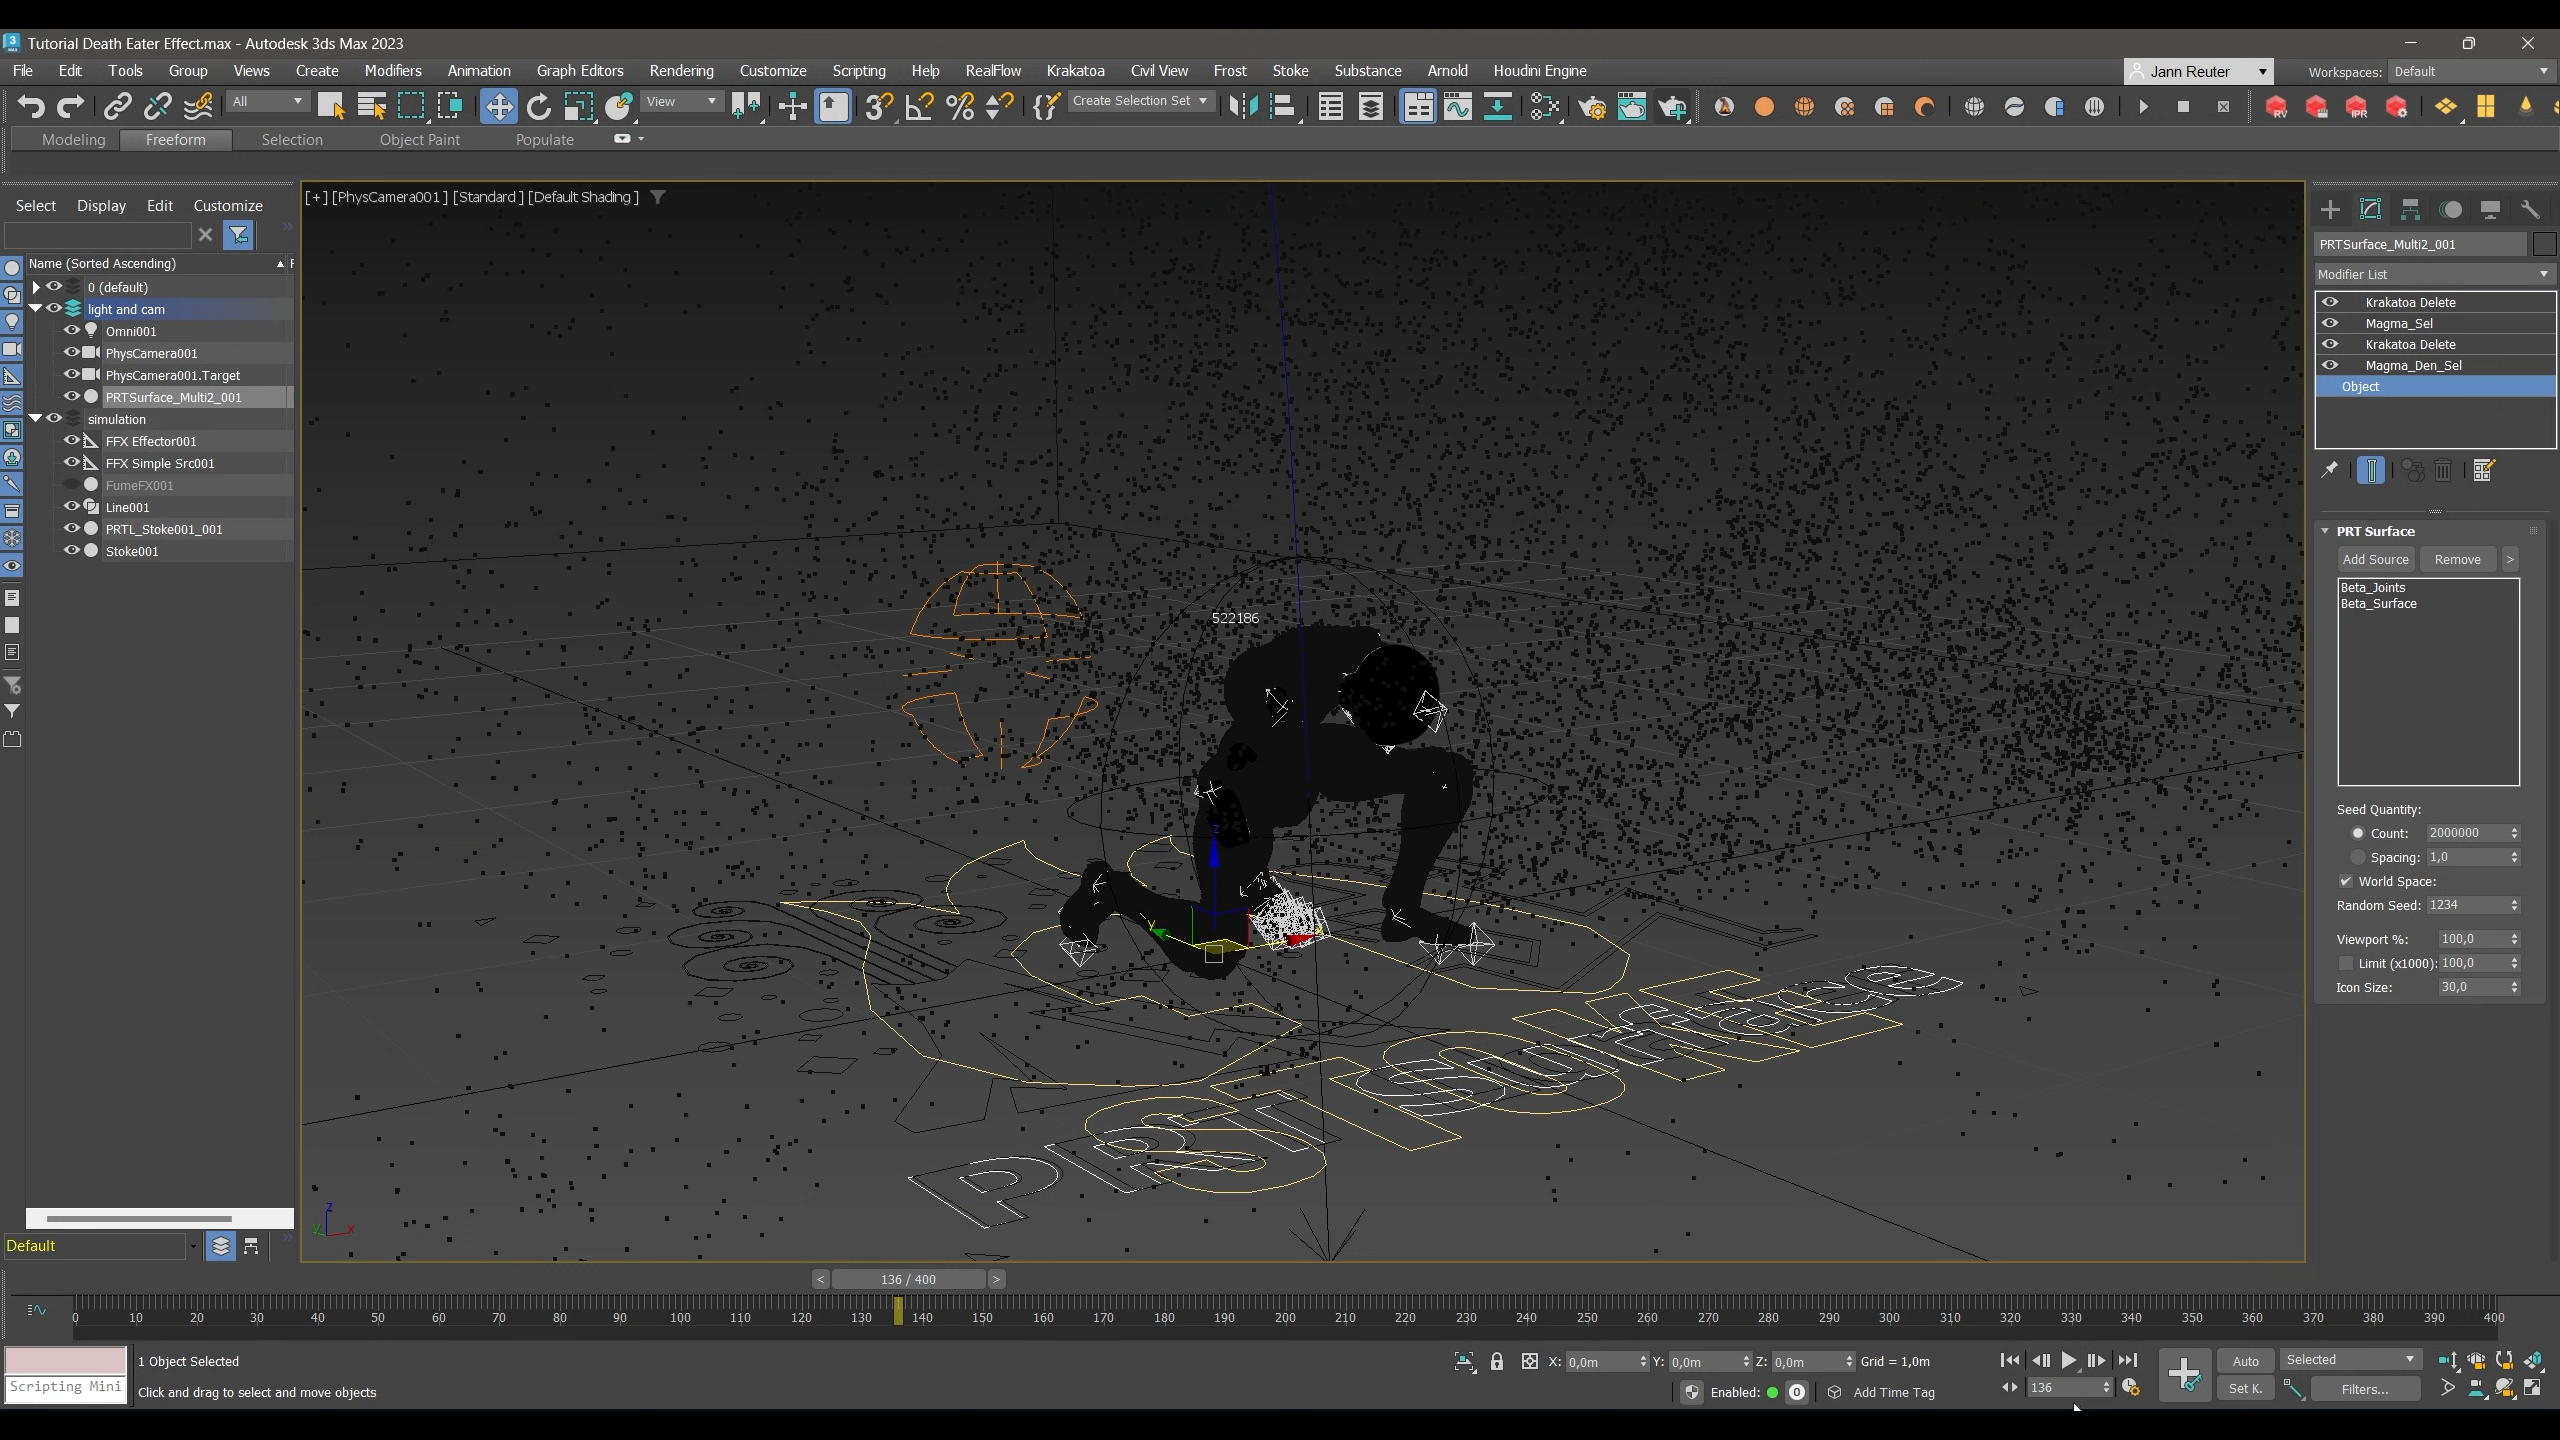 Tutorial Death Eater Effect.max - Autodesk 3ds Max 2023
File Edit Tools Group Views Create Modifiers Animation Graph Editors Rendering Customize Scripting Help RealFlow Krakatoa Civil View Frost Stoke Substance Arnold Houdini Engine
Jann Reuter
Workspaces: Default
All
View
Create Selection Set
RV
IPR
Modeling Freeform Selection Object Paint Populate
Select Display Edit Customize
Name (Sorted Ascending)
0 (default)
light and cam
Omni001
PhysCamera001
PhysCamera001.Target
PRTSurface_Multi2_001
simulation
FFX Effector001
FFX Simple Src001
FumeFX001
Line001
PRTL_Stoke001_001
Stoke001
Default
[+] [PhysCamera001] [Standard] [Default Shading]
522186
z
y
x
PRT Surface
z
y
x
PRTSurface_Multi2_001
Modifier List
Krakatoa Delete
Magma_Sel
Krakatoa Delete
Magma_Den_Sel
Object
PRT Surface
Add Source Remove >
Beta_Joints
Beta_Surface
Seed Quantity:
Count: 2000000
Spacing: 1,0
World Space:
Random Seed: 1234
Viewport %: 100,0
Limit (x1000): 100,0
Icon Size: 30,0
< 136 / 400 >
0 10 20 30 40 50 60 70 80 90 100 110 120 130 140 150 160 170 180 190 200 210 220 230 240 250 260 270 280 290 300 310 320 330 340 350 360 370 380 390 400
1 Object Selected
Scripting Mini
Click and drag to select and move objects
X: 0,0m Y: 0,0m Z: 0,0m Grid = 1,0m
Enabled: 0 Add Time Tag
136
Auto Selected
Set K. Filters...